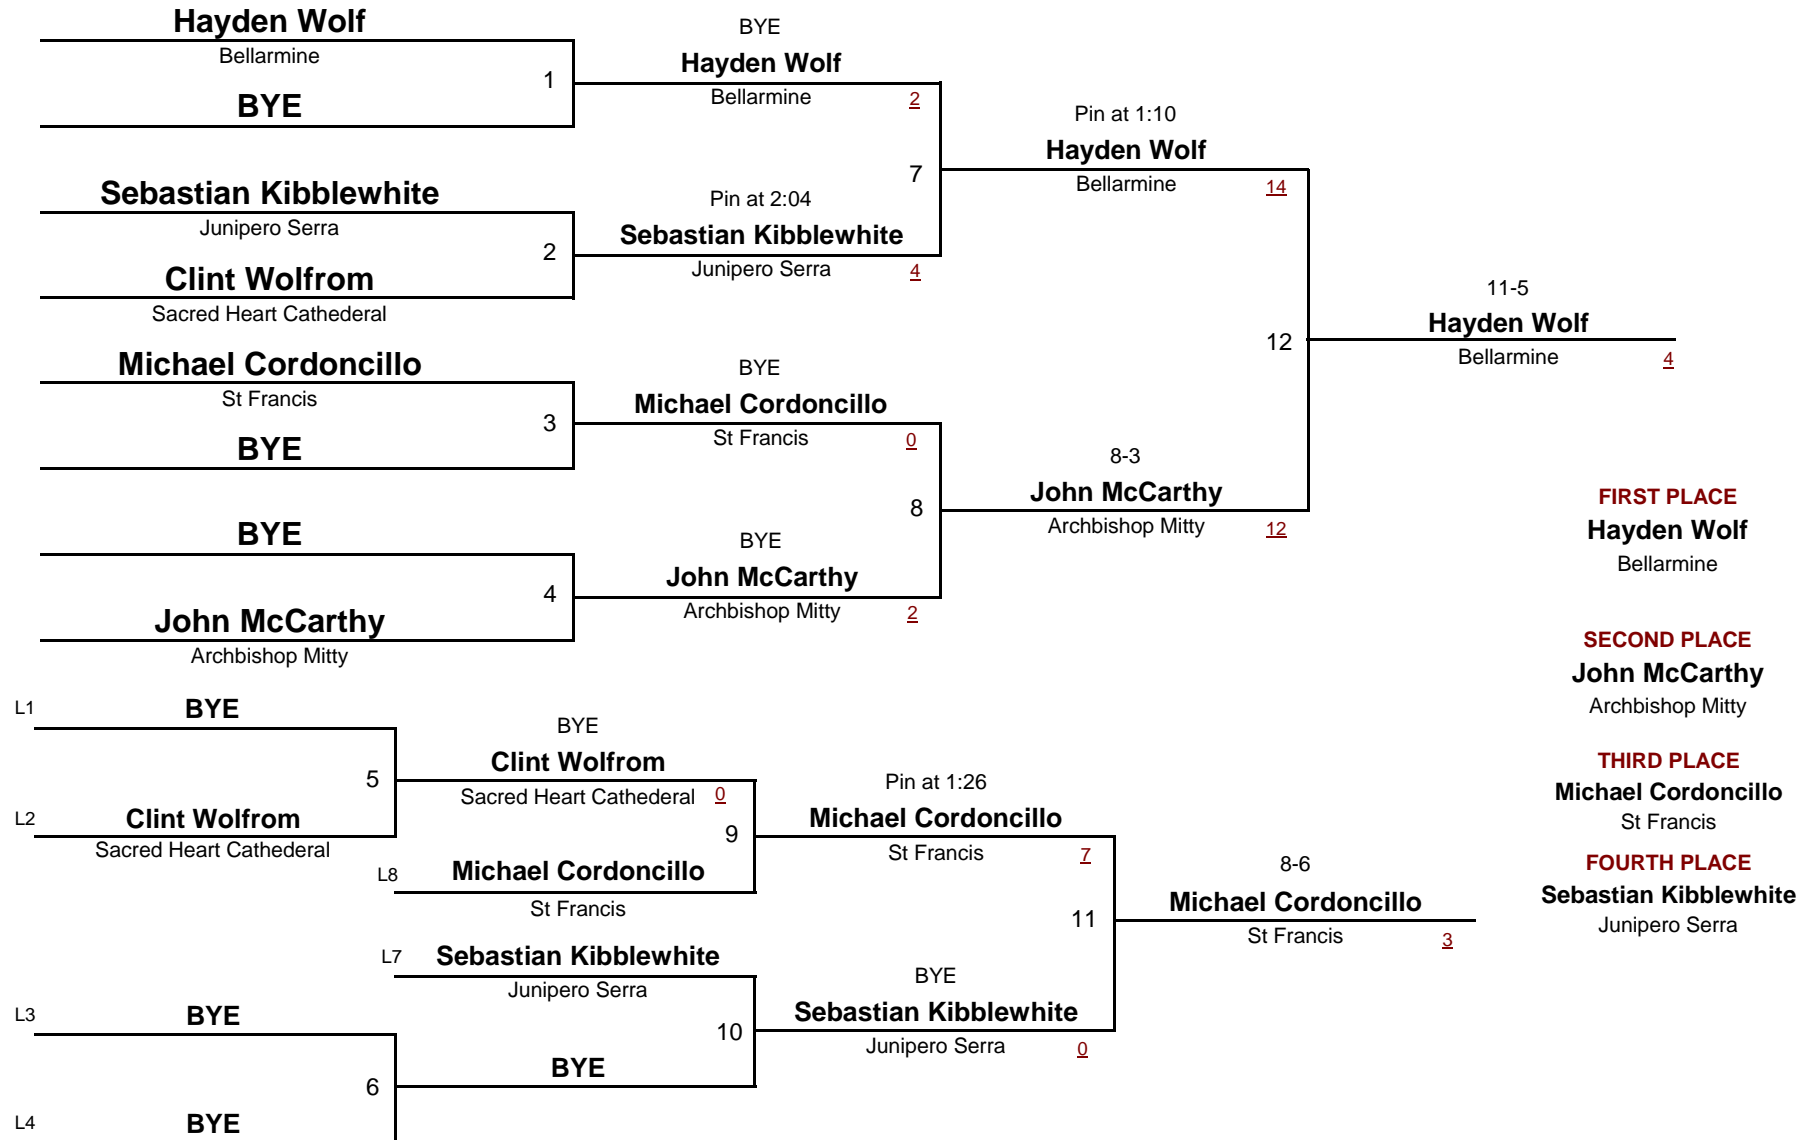 Hayden Wolf
Bellarmine
1
BYE
BYE
Hayden Wolf
Bellarmine
2
Sebastian Kibblewhite
Junipero Serra
2
Clint Wolfrom
Sacred Heart Cathederal
Pin at 2:04
Sebastian Kibblewhite
Junipero Serra
4
7
Pin at 1:10
Hayden Wolf
Bellarmine
14
Michael Cordoncillo
St Francis
3
BYE
BYE
Michael Cordoncillo
St Francis
0
BYE
4
John McCarthy
Archbishop Mitty
BYE
John McCarthy
Archbishop Mitty
2
8
8-3
John McCarthy
Archbishop Mitty
12
12
11-5
Hayden Wolf
Bellarmine
4
FIRST PLACE
Hayden Wolf
Bellarmine
SECOND PLACE
John McCarthy
Archbishop Mitty
THIRD PLACE
Michael Cordoncillo
St Francis
FOURTH PLACE
Sebastian Kibblewhite
Junipero Serra
L1
BYE
5
L2
Clint Wolfrom
Sacred Heart Cathederal
BYE
Clint Wolfrom
Sacred Heart Cathederal
0
9
L8
Michael Cordoncillo
St Francis
Pin at 1:26
Michael Cordoncillo
St Francis
7
L7
Sebastian Kibblewhite
Junipero Serra
10
BYE
L3
BYE
6
L4
BYE
BYE
Sebastian Kibblewhite
Junipero Serra
0
11
8-6
Michael Cordoncillo
St Francis
3